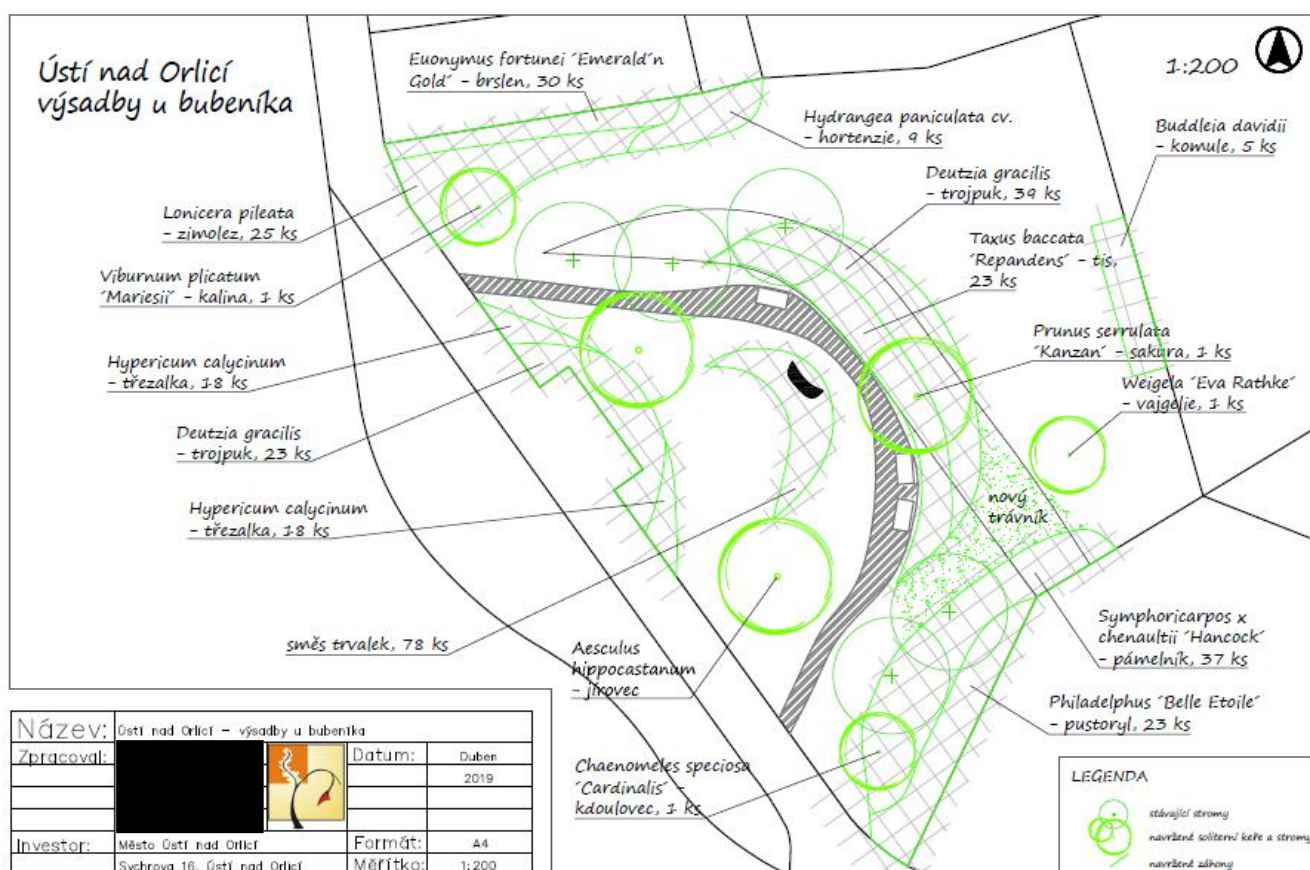 Ústí nad Orlicí
výsadby u bubeníka
Euonymus fortunei ´Emerald´n
Gold´ - brslen, 30 ks
1:200
Hydrangea paniculata cv.
- hortenzie, 9 ks
Buddleia davidii
- komule, 5 ks
Deutzia gracilis
- trojpuk, 39 ks
Lonicera pileata
- zimolez, 25 ks
Taxus baccata
´Repandens´ - tis,
23 ks
Viburnum plicatum
´Mariesii´ - kalina, 1 ks
Prunus serrulata
´Kanzan´ - sakura, 1 ks
Hypericum calycinum
- třezalka, 18 ks
Weigela ´Eva Rathke´
- vajgélie, 1 ks
Deutzia gracilis
- trojpuk, 23 ks
Hypericum calycinum
- třezalka, 18 ks
nový
trávník
směs trvalek, 78 ks
Aesculus
hippocastanum
- jírovec
Symphoricarpos x
chenaultii ´Hancock´
- pámelník, 37 ks
Philadelphus ´Belle Etoile´
- pustoryl, 23 ks
Chaenomeles speciosa
´Cardinalis´ -
kdoulovec, 1 ks
Název: Ústí nad Orlicí - výsadby u bubeníka
Zpracoval: Datum: Duben
2019
Investor: Město Ústí nad Orlicí Formát: A4
Sychrova 16, Ústí nad Orlicí Měřítko: 1:200
LEGENDA
stávající stromy
navržené soliterní keře a stromy
navržené záhony